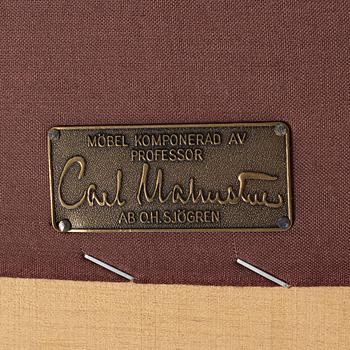 MÖBEL KOMPONERAD AV
PROFESSOR
Carl Malmsten
AB O.H. SJÖGREN